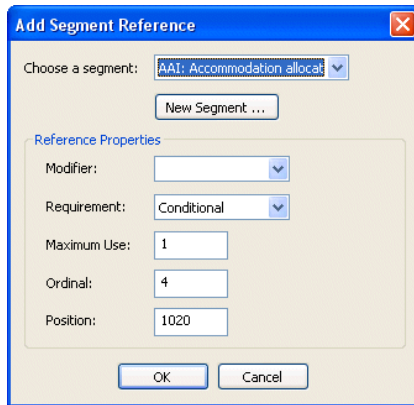 Add Segment Reference
Choose a segment: AAI: Accommodation allocat
New Segment ...
Reference Properties
Modifier:
Requirement: Conditional
Maximum Use: 1
Ordinal: 4
Position: 1020
OK Cancel